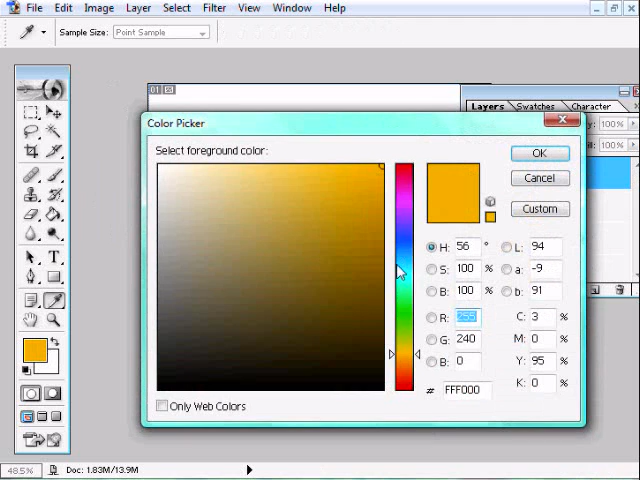 File Edit Image Layer Select Filter View Window Help
Sample Size: Point Sample
Layers Swatches Character
Color Picker
Select foreground color:
OK
Cancel
Custom
H: 56 ° L: 94
S: 100 % a: -9
B: 100 % b: 91
R: 255 C: 3 %
G: 240 M: 0 %
B: 0 Y: 95 %
# FFF000 K: 0 %
Only Web Colors
100%
100%
T
48.5% Doc: 1.83M/13.9M